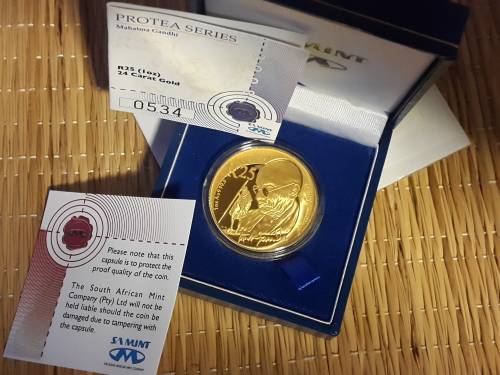 PROTEA SERIES
Mahatma Gandhi
R25 (1oz)
24 Carat Gold
0534
SA MINT
SA MINT
R25
Please note that this
capsule is to protect the
proof quality of the coin.
The South African Mint
Company (Pty) Ltd will not be
held liable should the coin be
damaged due to tampering with
the capsule.
SA MINT